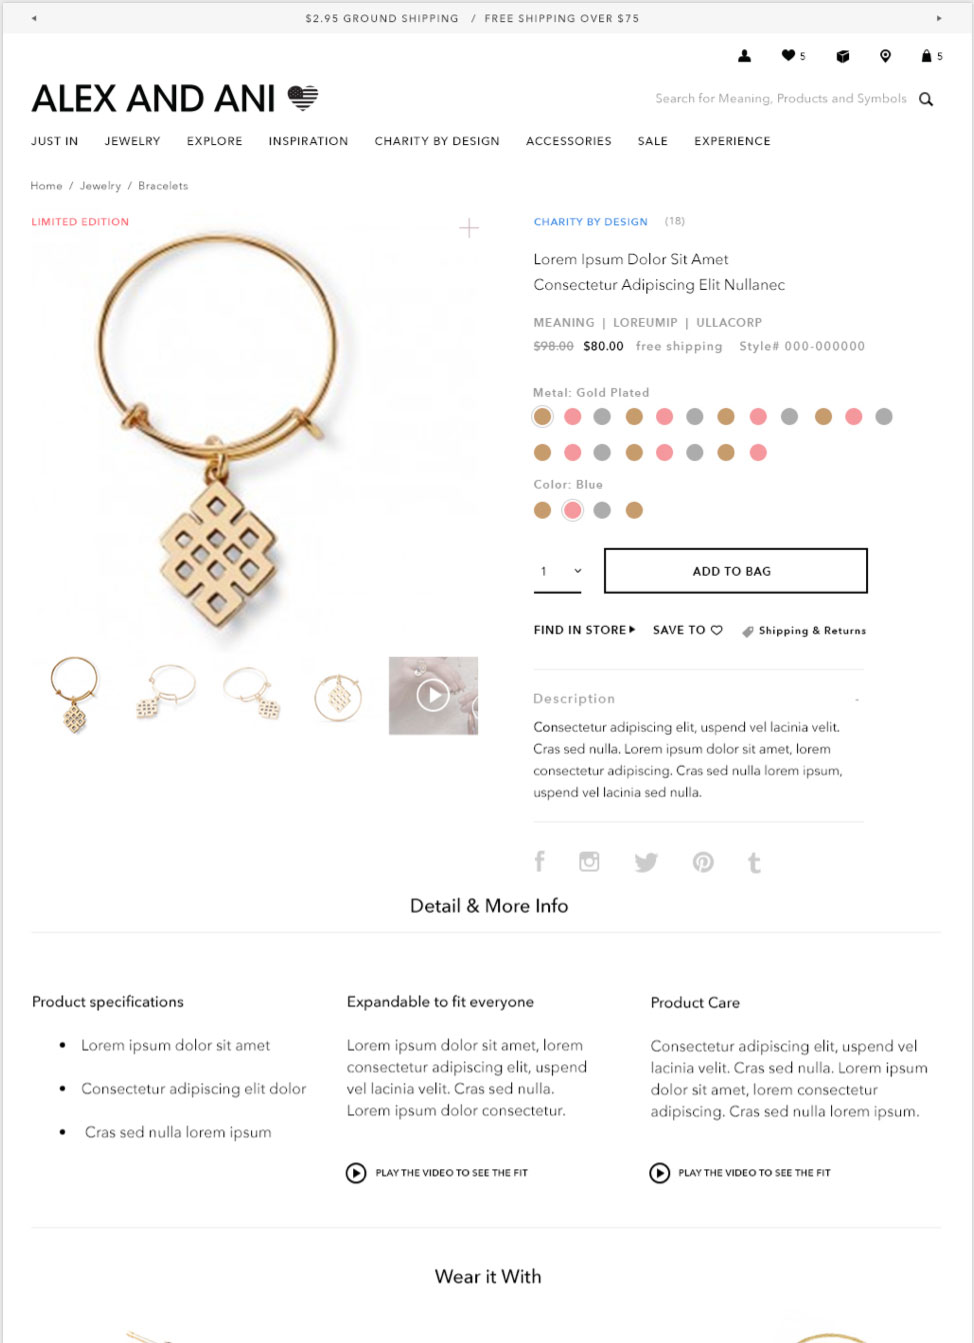 $2.95 GROUND SHIPPING / FREE SHIPPING OVER $75
5
5
ALEX AND ANI
Search for Meaning, Products and Symbols
JUST IN JEWELRY EXPLORE INSPIRATION CHARITY BY DESIGN ACCESSORIES SALE EXPERIENCE
Home / Jewelry / Bracelets
LIMITED EDITION
CHARITY BY DESIGN (18)
Lorem Ipsum Dolor Sit Amet
Consectetur Adipiscing Elit Nullanec
MEANING | LOREUMIP | ULLACORP
$98.00 $80.00 free shipping Style# 000-000000
Metal: Gold Plated
Color: Blue
1
ADD TO BAG
FIND IN STORE SAVE TO Shipping & Returns
Description -
Consectetur adipiscing elit, uspend vel lacinia velit.
Cras sed nulla. Lorem ipsum dolor sit amet, lorem
consectetur adipiscing. Cras sed nulla lorem ipsum,
uspend vel lacinia sed nulla.
Detail & More Info
Product specifications
• Lorem ipsum dolor sit amet
• Consectetur adipiscing elit dolor
• Cras sed nulla lorem ipsum
Expandable to fit everyone
Lorem ipsum dolor sit amet, lorem
consectetur adipiscing elit, uspend
vel lacinia velit. Cras sed nulla.
Lorem ipsum dolor consectetur.
PLAY THE VIDEO TO SEE THE FIT
Product Care
Consectetur adipiscing elit, uspend vel
lacinia velit. Cras sed nulla. Lorem ipsum
dolor sit amet, lorem consectetur
adipiscing. Cras sed nulla lorem ipsum.
PLAY THE VIDEO TO SEE THE FIT
Wear it With